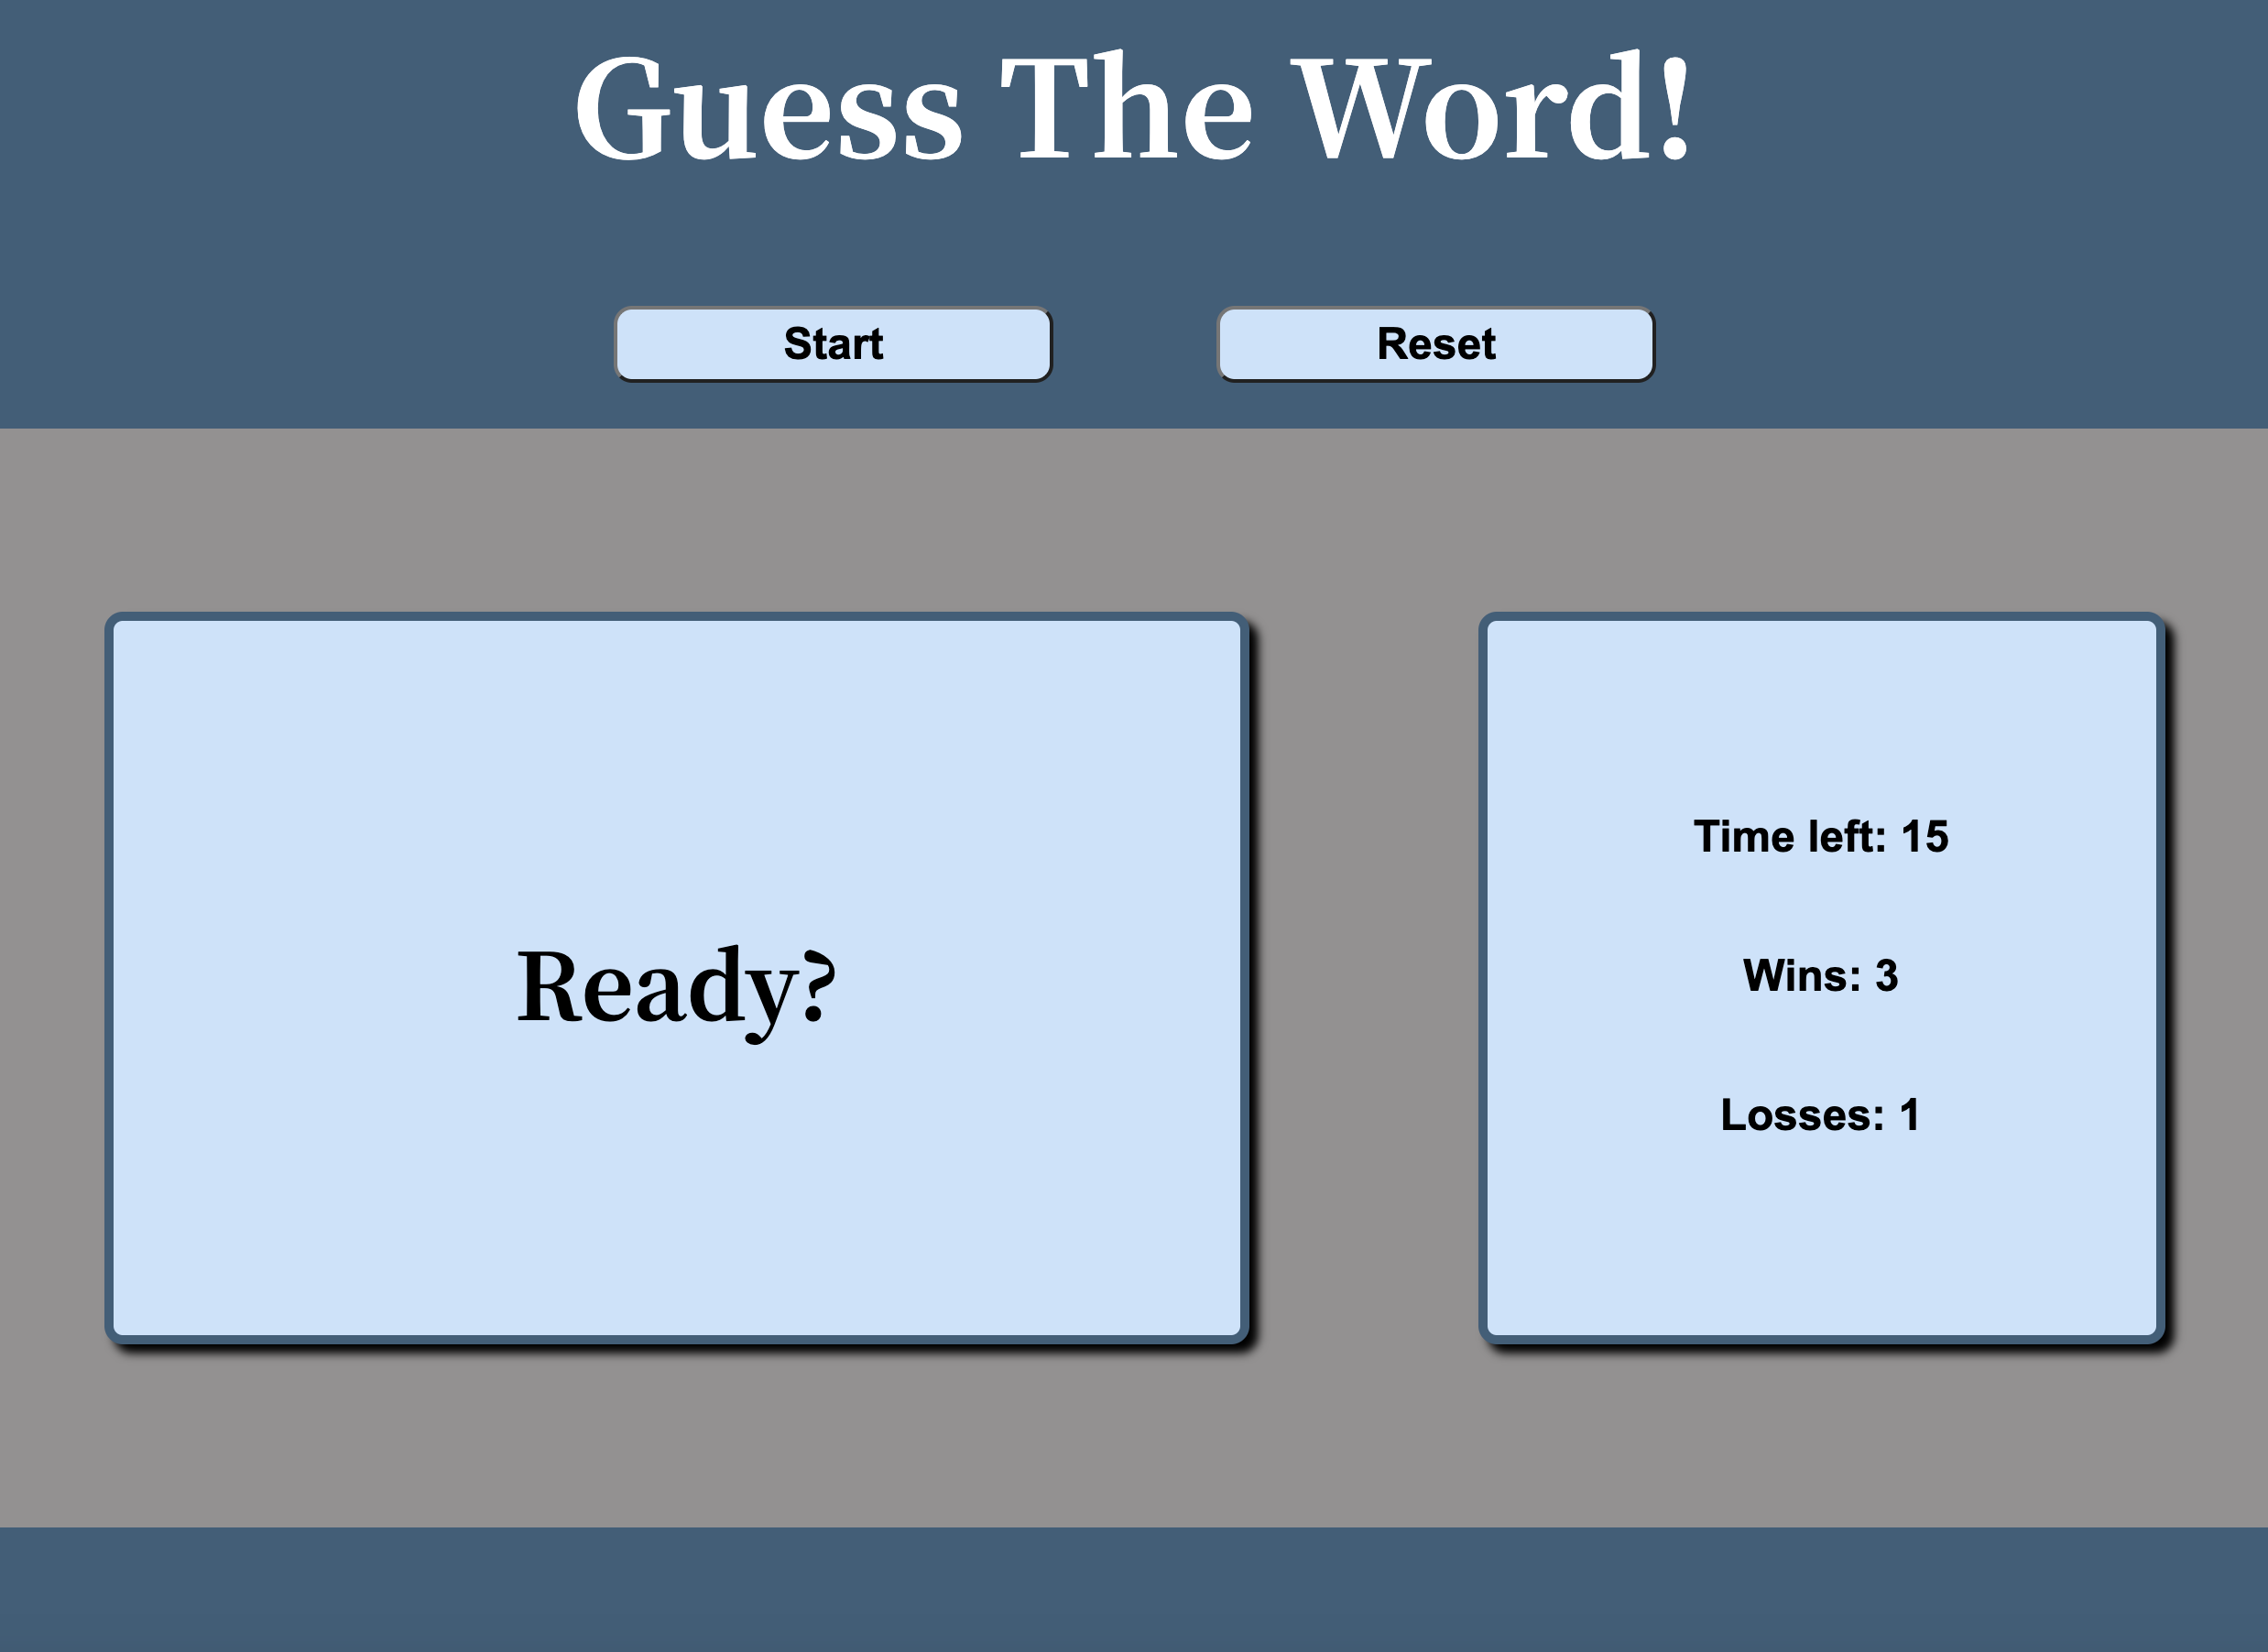 Guess The Word!
Start
Reset
Ready?
Time left: 15
Wins: 3
Losses: 1